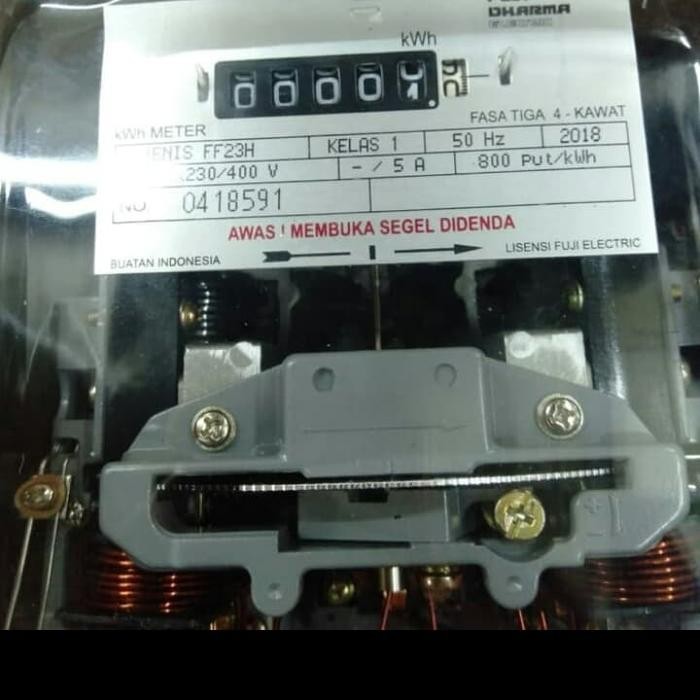 DHARMA
kWh
0 0 0 0
FASA TIGA 4 - KAWAT
kWh METER
FF23H KELAS 1 50 Hz 2018
230/400 V - / 5 A 800 Put/kWh
NO. 0418591
AWAS ! MEMBUKA SEGEL DIDENDA
BUATAN INDONESIA LISENSI FUJI ELECTRIC